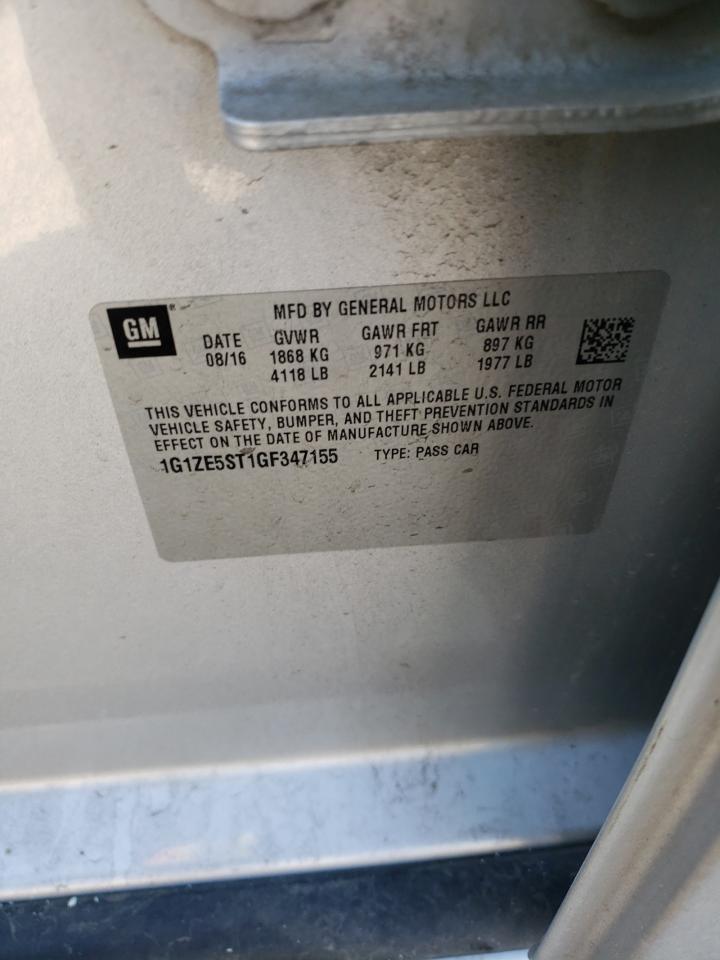 GM®
MFD BY GENERAL MOTORS LLC
DATE GVWR GAWR FRT GAWR RR
08/16 1868 KG 971 KG 897 KG
4118 LB 2141 LB 1977 LB
THIS VEHICLE CONFORMS TO ALL APPLICABLE U.S. FEDERAL MOTOR
VEHICLE SAFETY, BUMPER, AND THEFT PREVENTION STANDARDS IN
EFFECT ON THE DATE OF MANUFACTURE SHOWN ABOVE.
1G1ZE5ST1GF347155 TYPE: PASS CAR